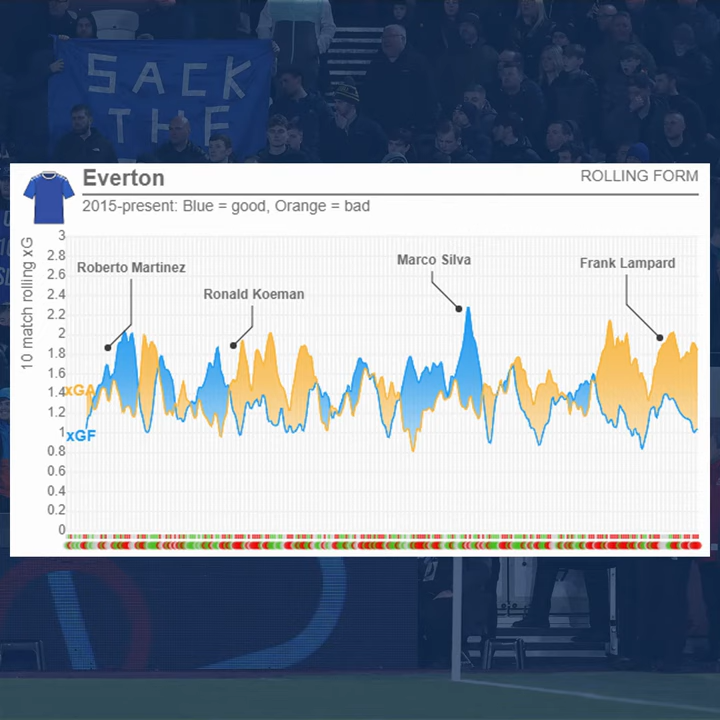 SACK
THE
Everton
ROLLING FORM
2015-present: Blue = good, Orange = bad
10 match rolling xG
3
2.8
2.6
2.4
2.2
2
1.8
1.6
1.4
1.2
1
0.8
0.6
0.4
0.2
0
Roberto Martinez
Ronald Koeman
Marco Silva
Frank Lampard
xGA
xGF